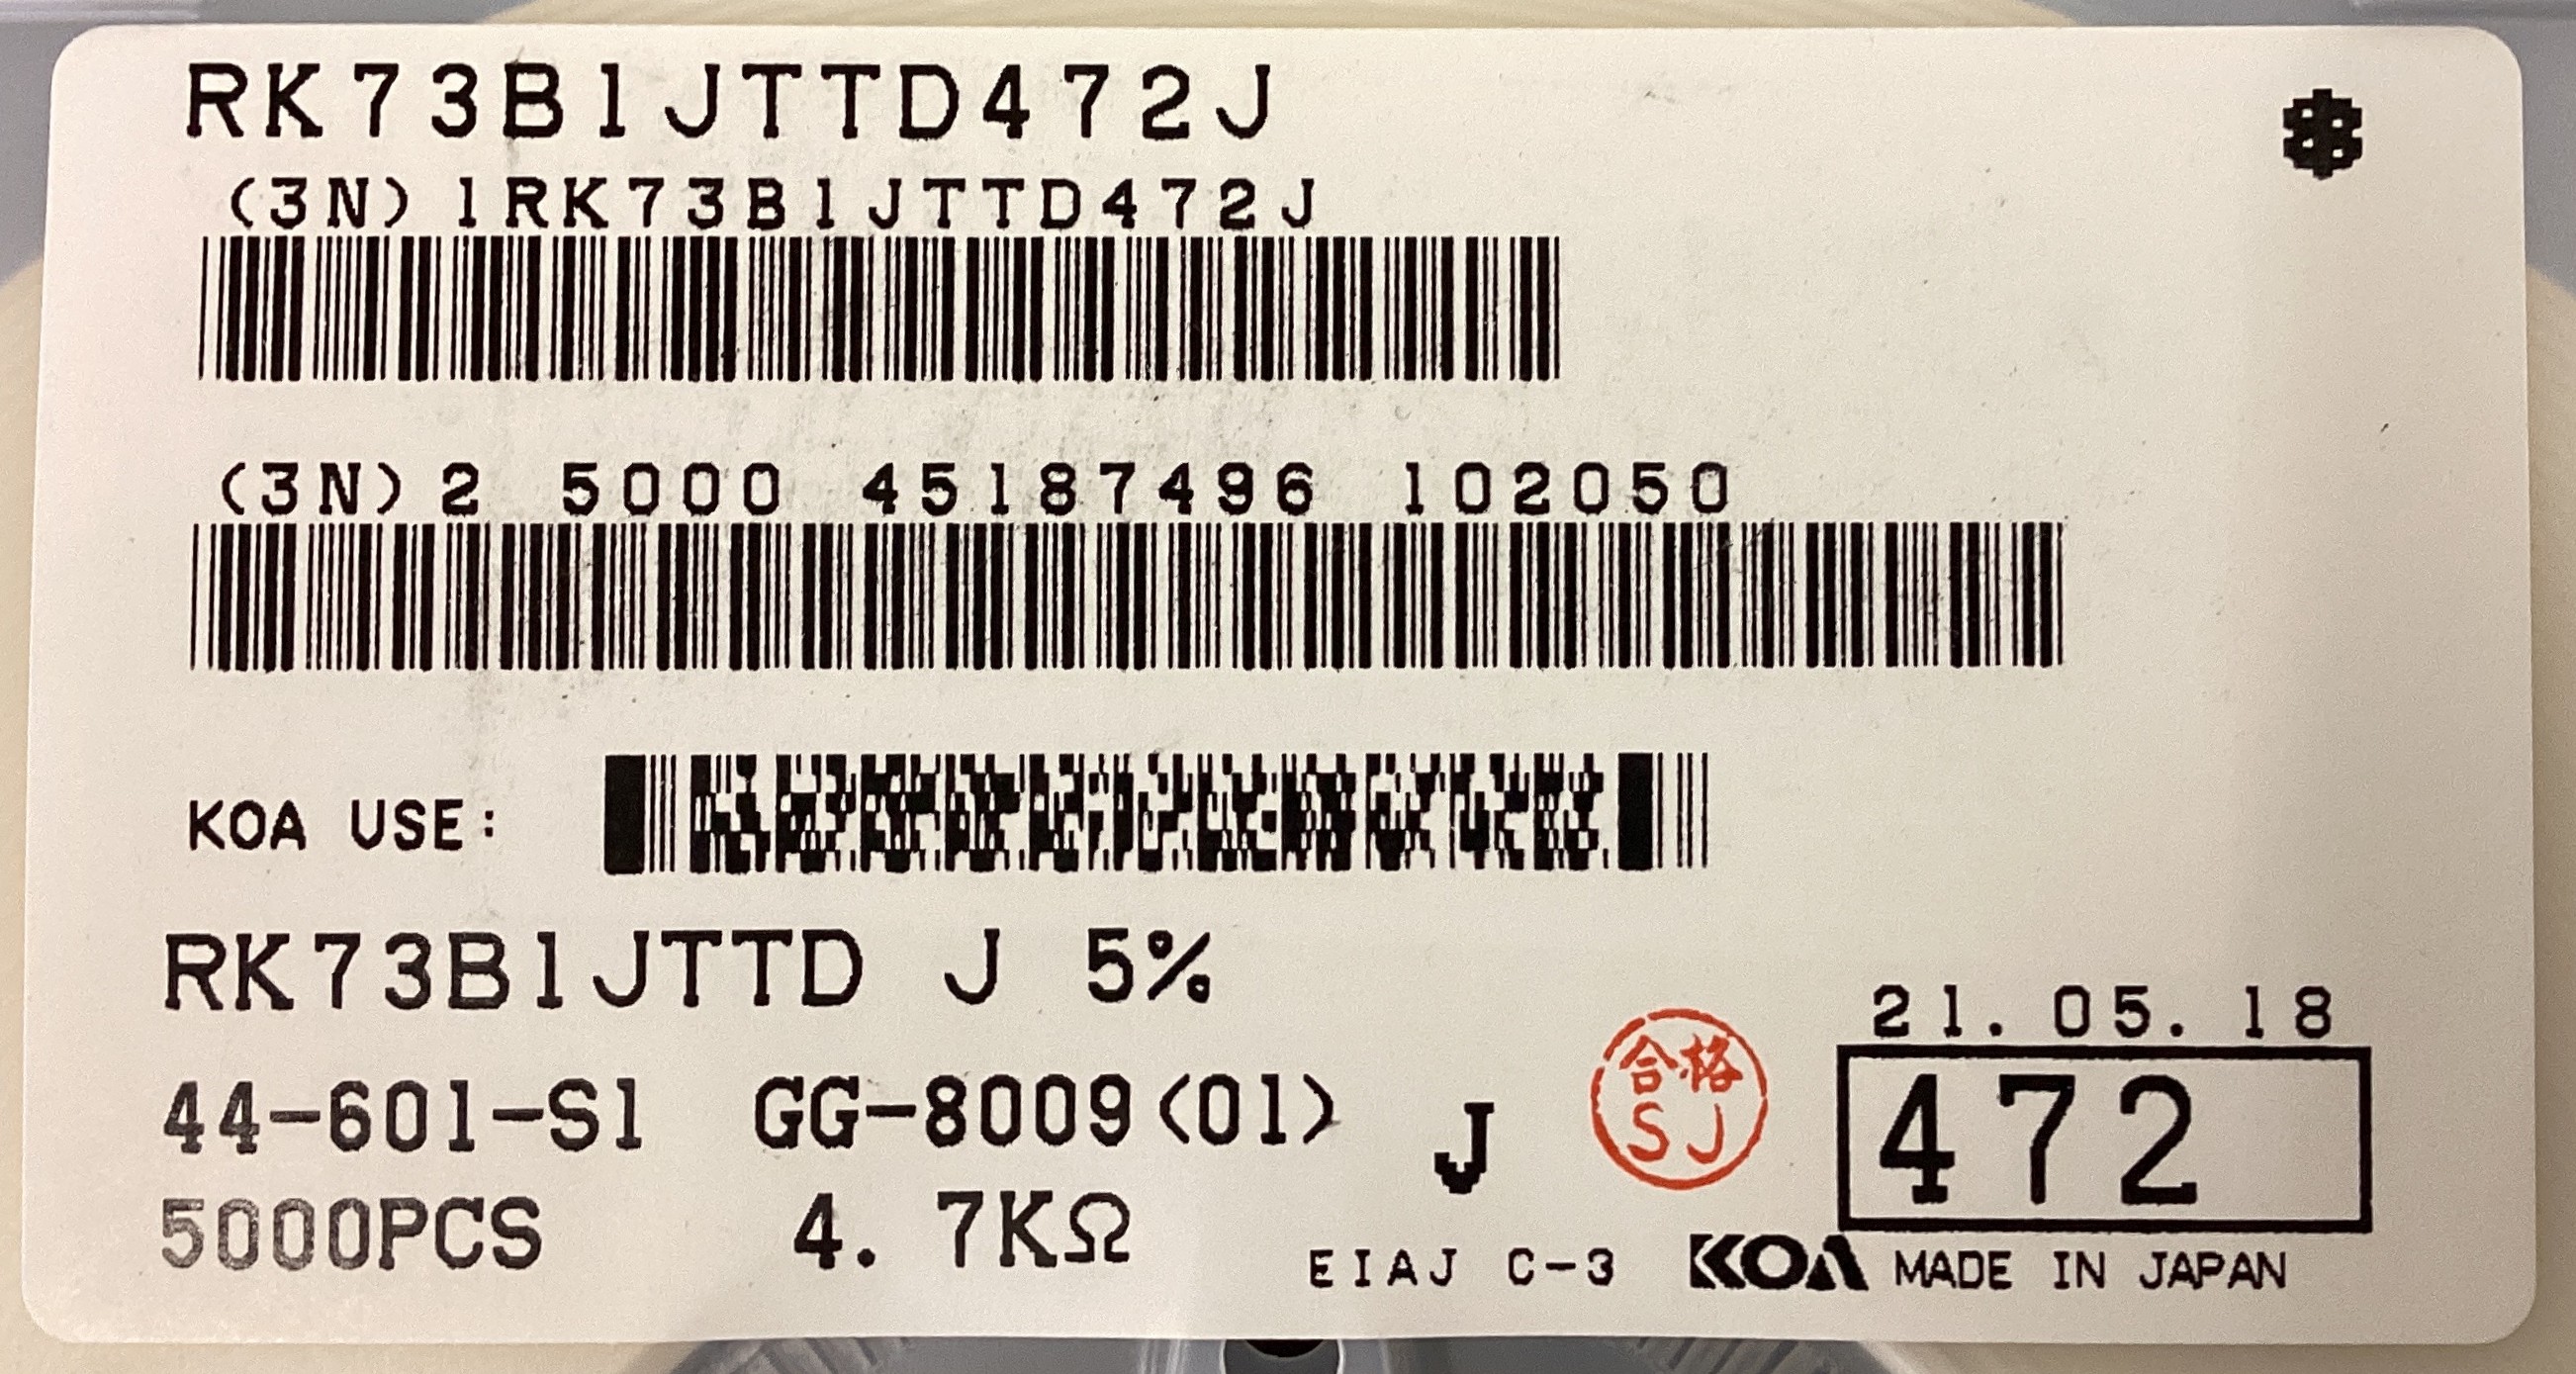 RK73B1JTTD472J
(3N)1RK73B1JTTD472J
(3N)2 5000 45187496 102050
KOA USE:
RK73B1JTTD J 5%
21.05.18
44-601-S1 GG-8009(01) J
合格
SJ
472
5000PCS 4.7KΩ
EIAJ C-3 KOA MADE IN JAPAN